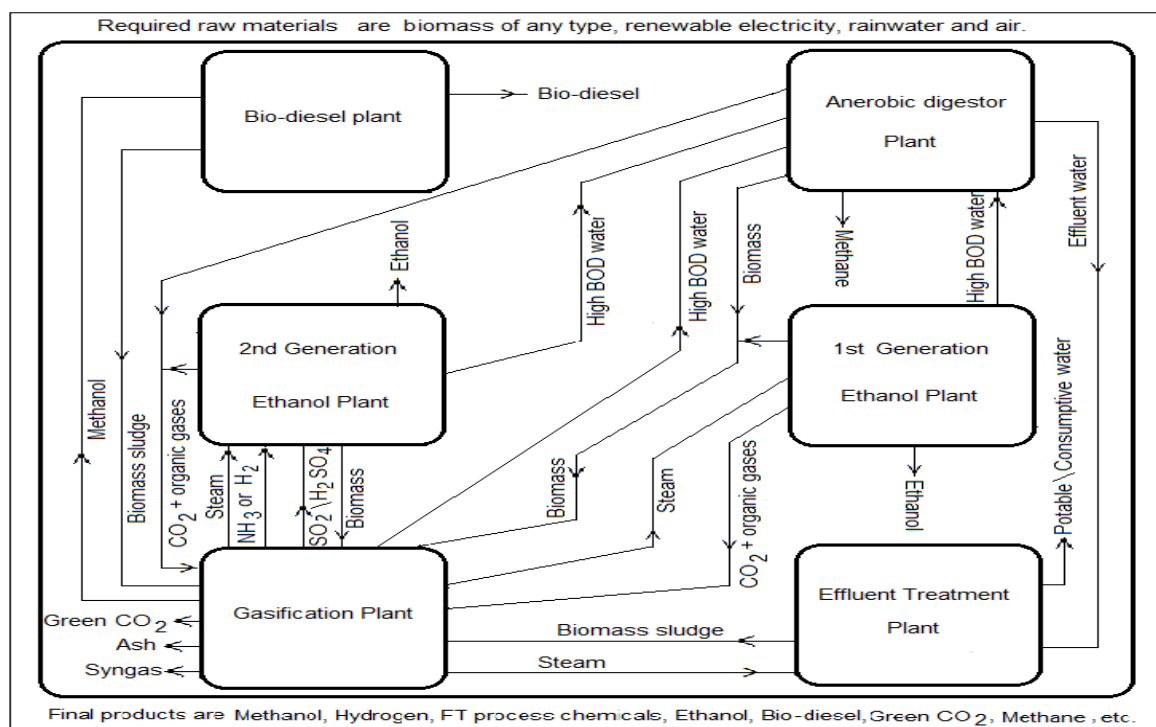 Required raw materials are biomass of any type, renewable electricity, rainwater and air.
Bio-diesel plant
Bio-diesel
Anerobic digestor
Plant
Ethanol
High BOD water
High BOD water
Biomass
Methane
High BOD water
Effluent water
2nd Generation
Ethanol Plant
1st Generation
Ethanol Plant
Methanol
Biomass sludge
CO2 + organic gases
Steam
NH3 or H2
SO2 \ H2 SO4
Biomass
Biomass
Steam
CO2 + organic gases
Ethanol
Potable \ Consumptive water
Gasification Plant
Effluent Treatment
Plant
Green CO2
Ash
Syngas
Biomass sludge
Steam
Final products are Methanol, Hydrogen, FT process chemicals, Ethanol, Bio-diesel, Green CO2, Methane, etc.